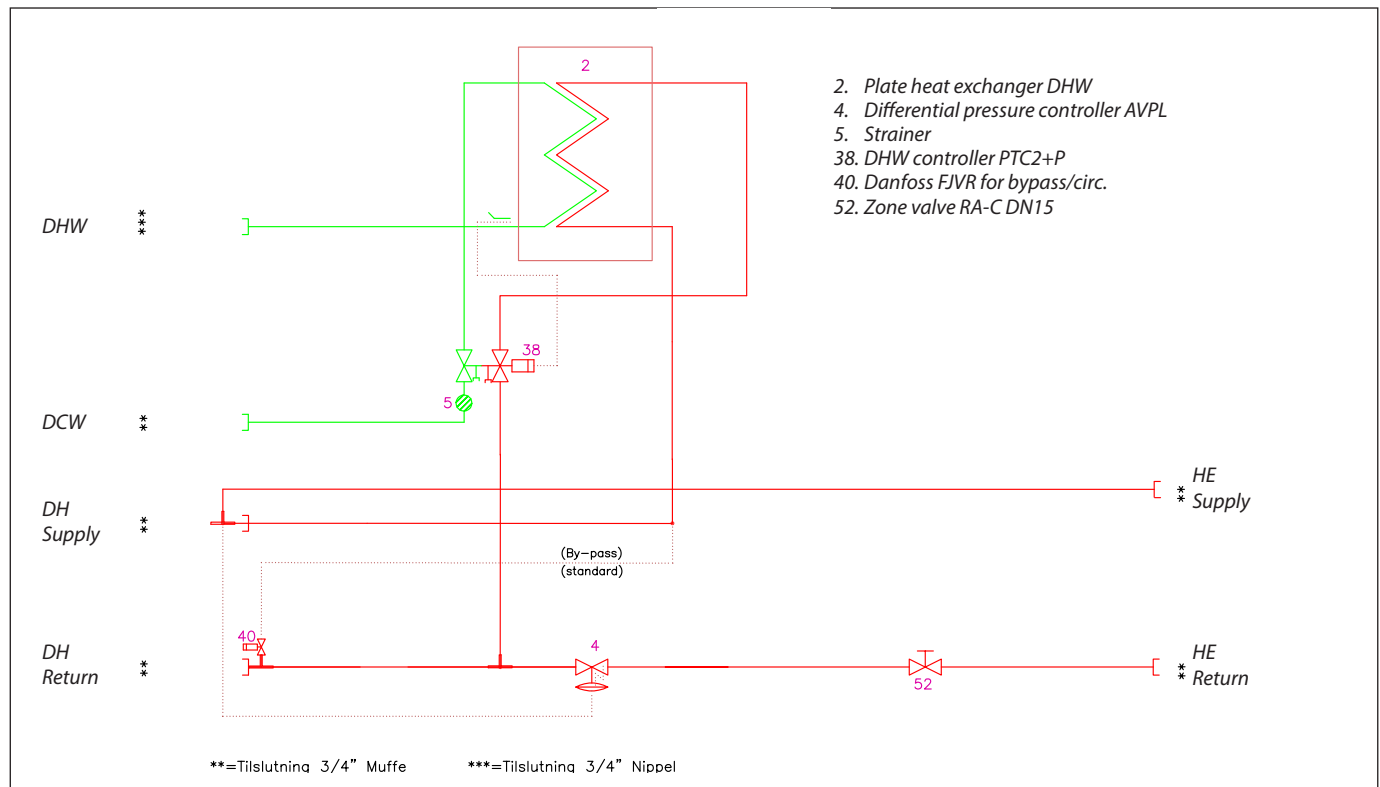 2
2. Plate heat exchanger DHW
4. Differential pressure controller AVPL
5. Strainer
38. DHW controller PTC2+P
40. Danfoss FJVR for bypass/circ.
52. Zone valve RA-C DN15
DHW ***
38
5
DCW **
HE
Supply **
DH
Supply **
(By-pass)
(standard)
40
4
DH
Return **
HE
Return **
52
**=Tilslutning 3/4" Muffe ***=Tilslutning 3/4" Nippel